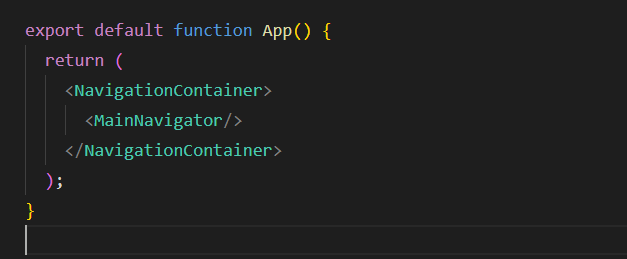 export default function App() {
  return (
    <NavigationContainer>
      <MainNavigator/>
    </NavigationContainer>
  );
}